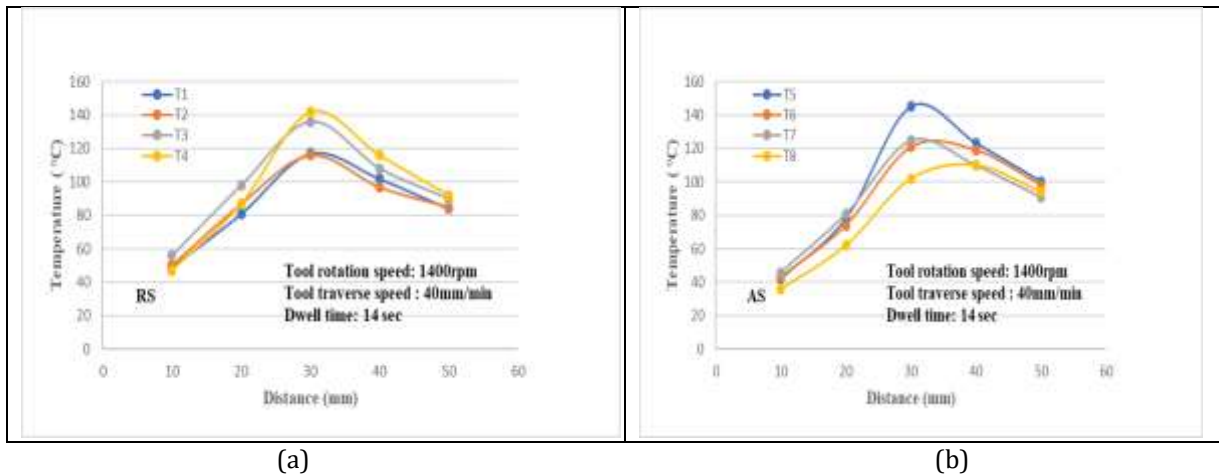 160
140
120
100
80
60
40
20
0
Temperature ( °C)
T1
T2
T3
T4
RS
Tool rotation speed: 1400rpm
Tool traverse speed : 40mm/min
Dwell time: 14 sec
0 10 20 30 40 50 60
Distance (mm)
(a)
160
140
120
100
80
60
40
20
0
Temperature ( °C)
T5
T6
T7
T8
AS
Tool rotation speed: 1400rpm
Tool traverse speed : 40mm/min
Dwell time: 14 sec
0 10 20 30 40 50 60
Distance (mm)
(b)